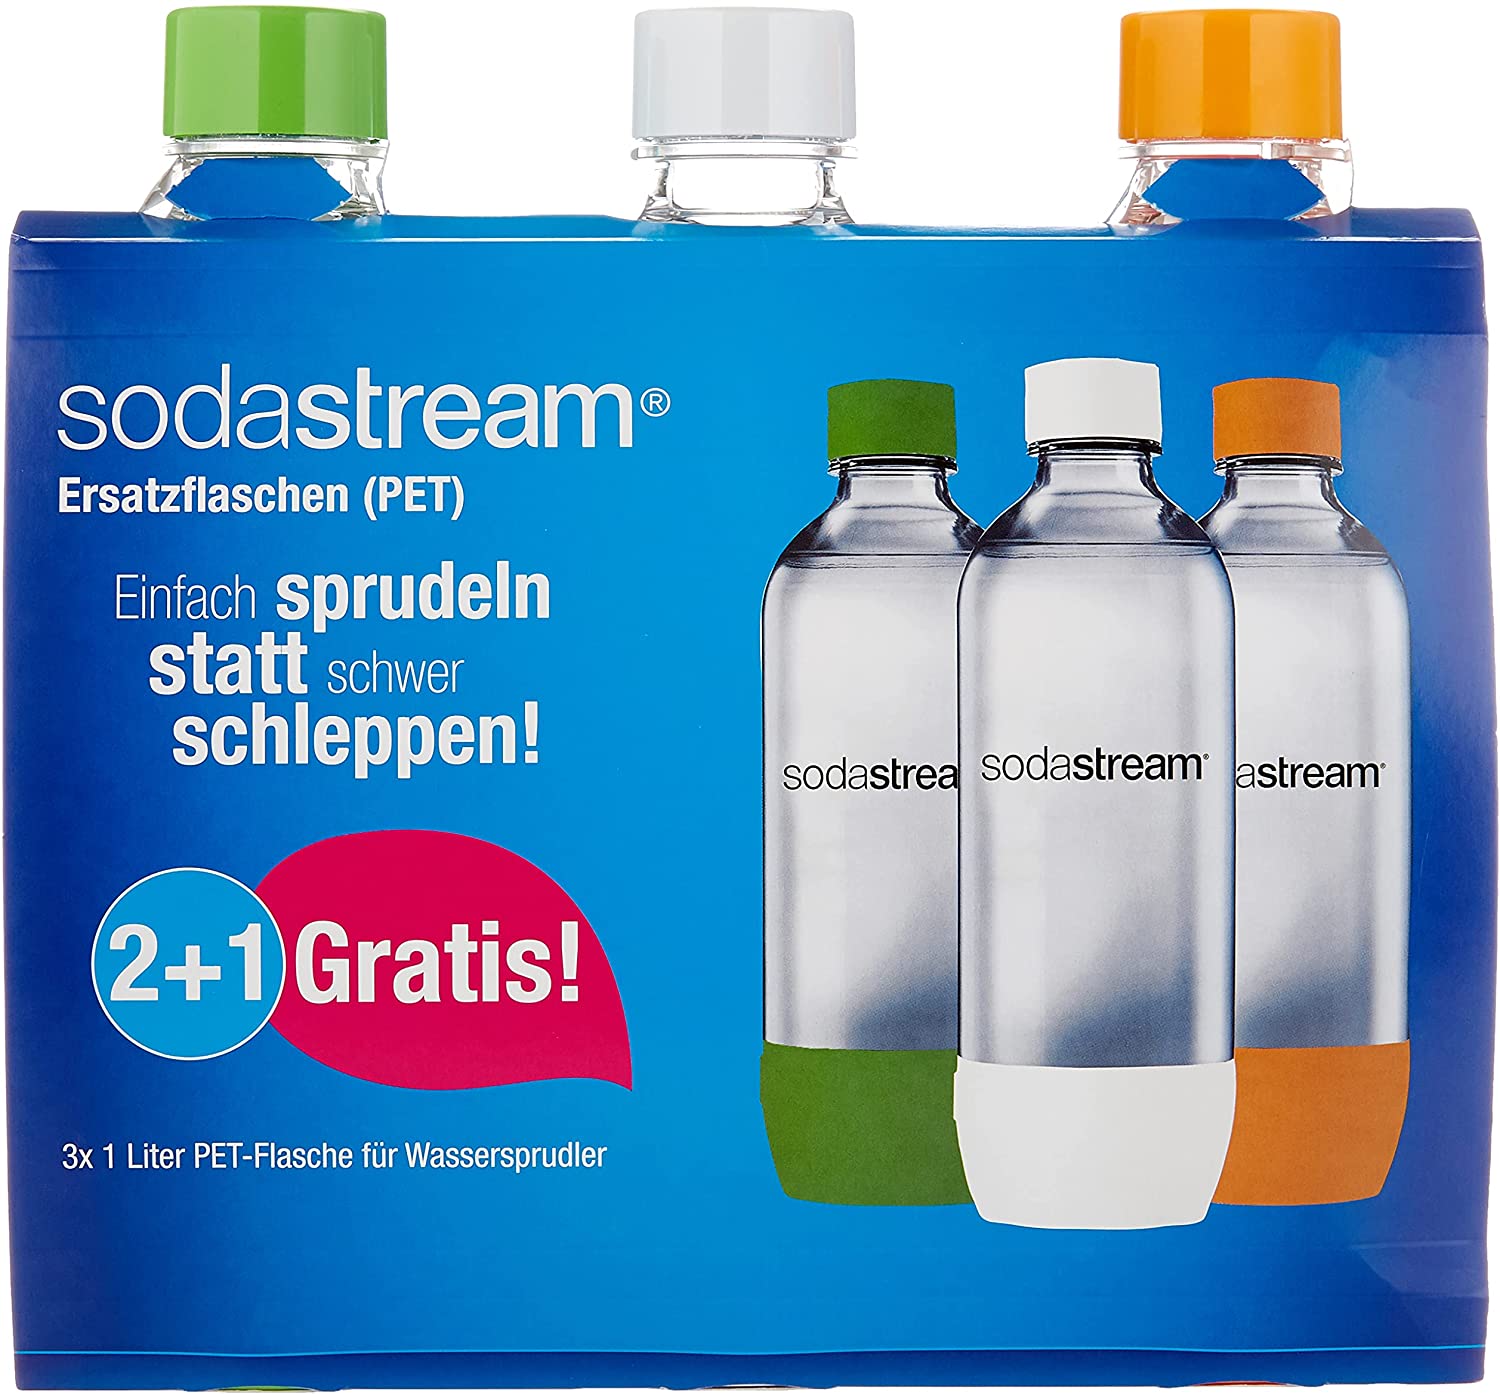 sodastream®
Ersatzflaschen (PET)
Einfach sprudeln
statt schwer
schleppen!
2+1 Gratis!
3x 1 Liter PET-Flasche für Wassersprudler
sodastrea
sodastream®
astream®